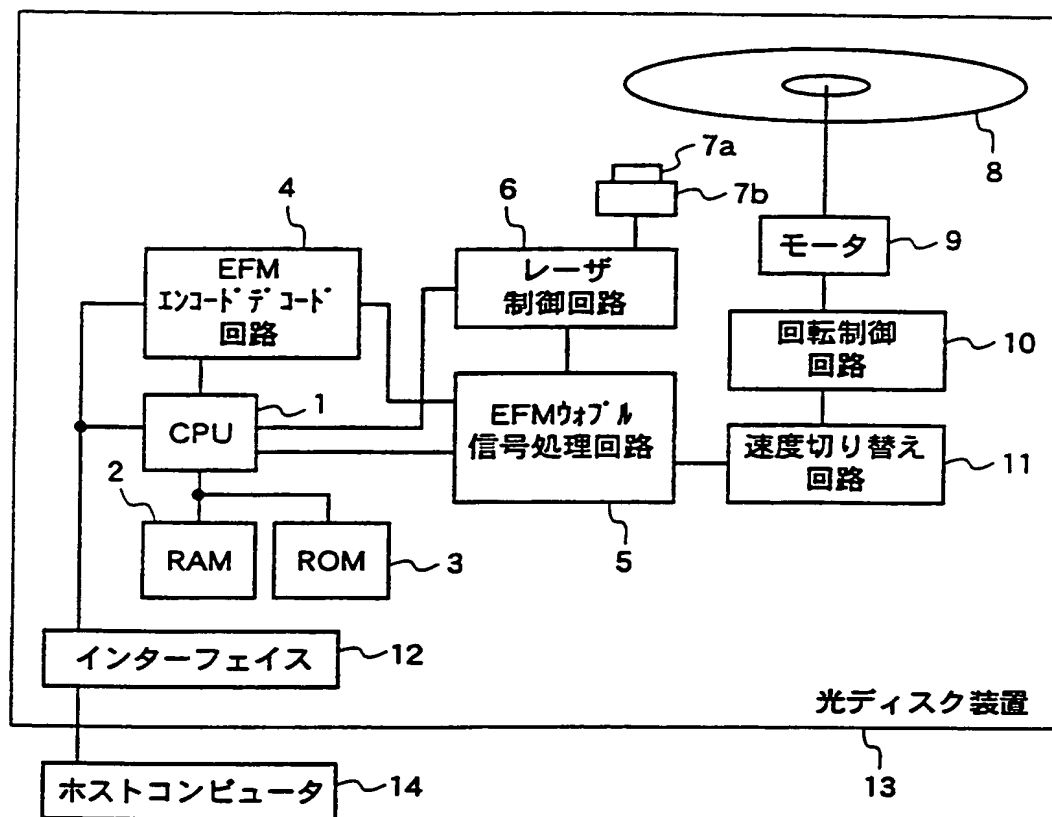 7a
7b
8
4
6
EFM
エンコードデコード
回路
レーザ
制御回路
モータ
9
回転制御
回路
10
1
CPU
EFMウォブル
信号処理回路
速度切り替え
回路
11
2
RAM
ROM
3
5
インターフェイス
12
光ディスク装置
13
ホストコンピュータ
14